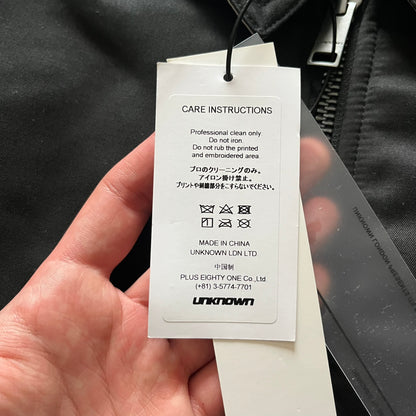 CARE INSTRUCTIONS
Professional clean only.
Do not iron.
Do not rub the printed
and embroidered area
プロのクリーニングのみ。
アイロン掛け禁止。
プリントや刺繍部分をこすらないでください。
MADE IN CHINA
UNKNOWN LDN LTD
中国制
PLUS EIGHTY ONE Co.,Ltd
(+81) 3-5774-7701
UNKNOWN